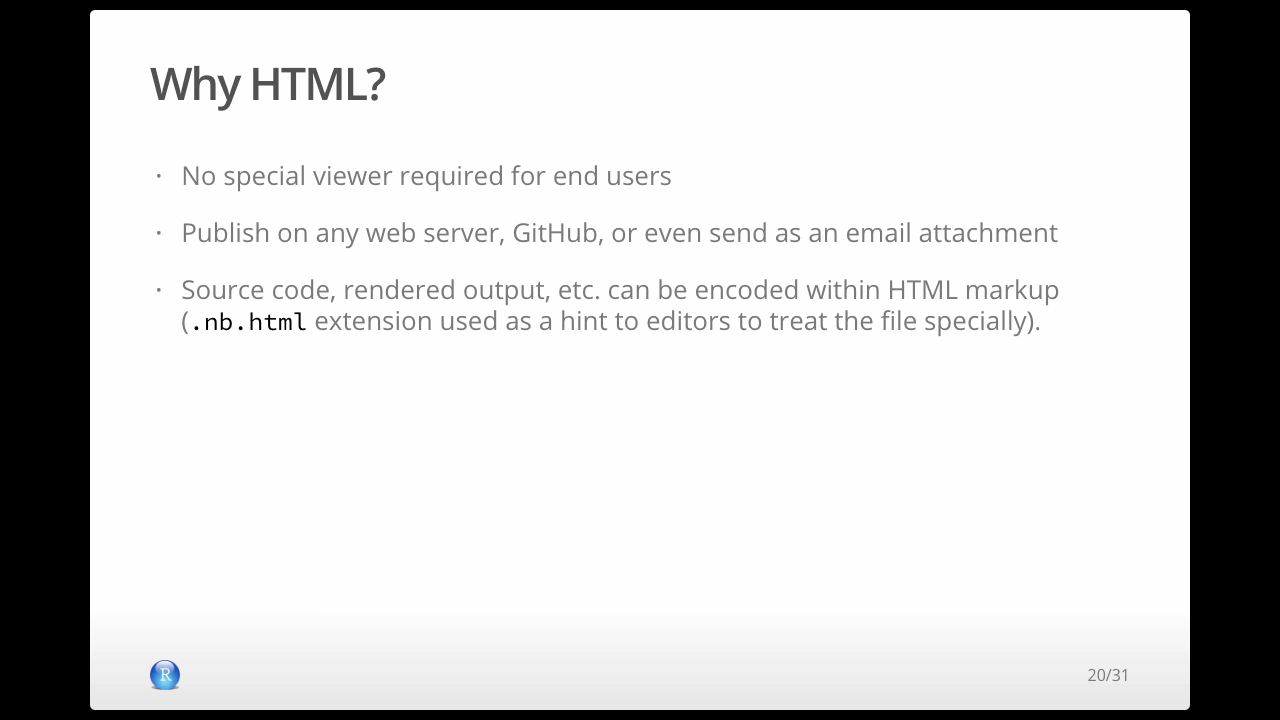 Why HTML?
· No special viewer required for end users
· Publish on any web server, GitHub, or even send as an email attachment
· Source code, rendered output, etc. can be encoded within HTML markup
(.nb.html extension used as a hint to editors to treat the file specially).
R
20/31